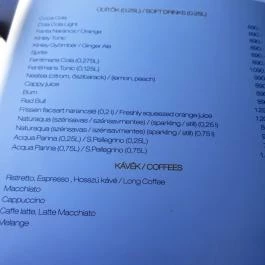 ÜDÍTŐK (0,25L) / SOFT DRINKS (0,25L)
Coca Cola
Cola Cola Light 890,-
Fanta Narancs / Orange 890,-
Kinley Tonic 890,-
Kinley Gyömbér / Ginger Ale
Sprite
Fentimans Cola (0,275L)
Fentimans Tonic (0,125L)
Nestea (citrom, őszibarack) / (lemon, peach)
Cappy juice
Burn
Red Bull
Frissen facsart narancslé (0,2 l) / Freshly squeezed orange juice
Naturaqua (szénsavas / szénsavmentes) (sparkling / still) (0,25 l)
Naturaqua (szénsavas / szénsavmentes) (sparkling / still) (0,75 l)
Acqua Panna (0,25L) / S.Pellegrino (0,25L)
Acqua Panna (0,75L) / S.Pellegrino (0,75L)
KÁVÉK / COFFEES
Ristretto, Espresso , Hosszú kávé / Long Coffee
Macchiato
Cappuccino
Caffe latte, Latte Macchiato
Melange